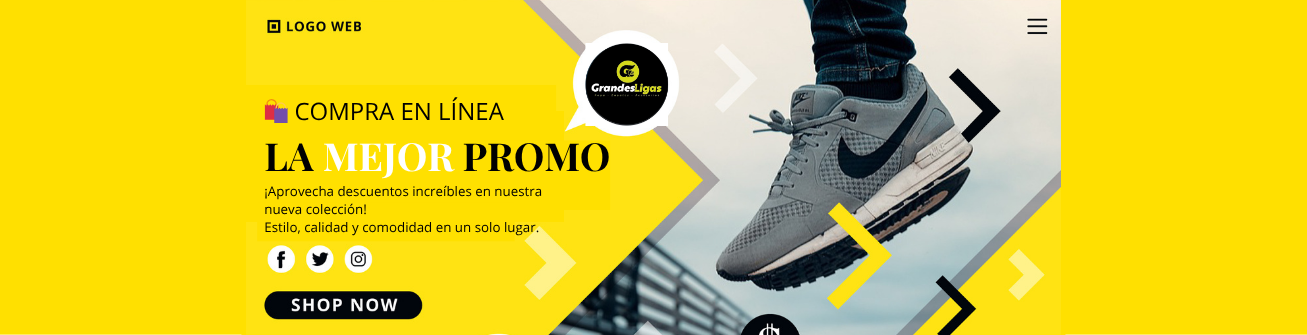 LOGO WEB
GrandesLigas
COMPRA EN LÍNEA
LA MEJOR PROMO
¡Aprovecha descuentos increíbles en nuestra
nueva colección!
Estilo, calidad y comodidad en un solo lugar.
SHOP NOW